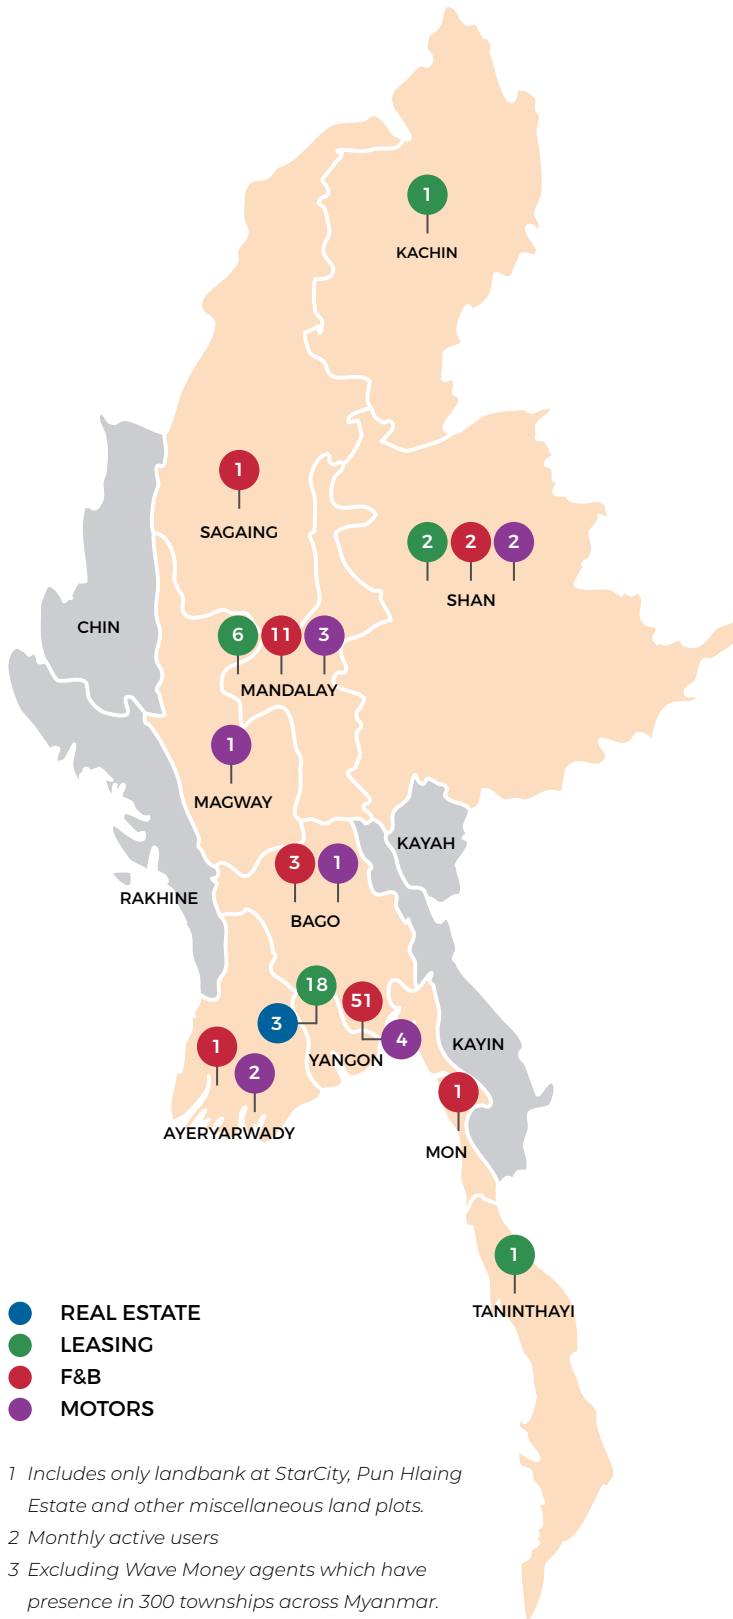 1
KACHIN
1
SAGAING
2 2 2
SHAN
CHIN
6 11 3
MANDALAY
1
MAGWAY
KAYAH
3 1
BAGO
RAKHINE
18
51
3
4
YANGON
KAYIN
1
2
AYERYARWADY
1
MON
1
TANINTHAYI
REAL ESTATE
LEASING
F&B
MOTORS
1 Includes only landbank at StarCity, Pun Hlaing
Estate and other miscellaneous land plots.
2 Monthly active users
3 Excluding Wave Money agents which have
presence in 300 townships across Myanmar.